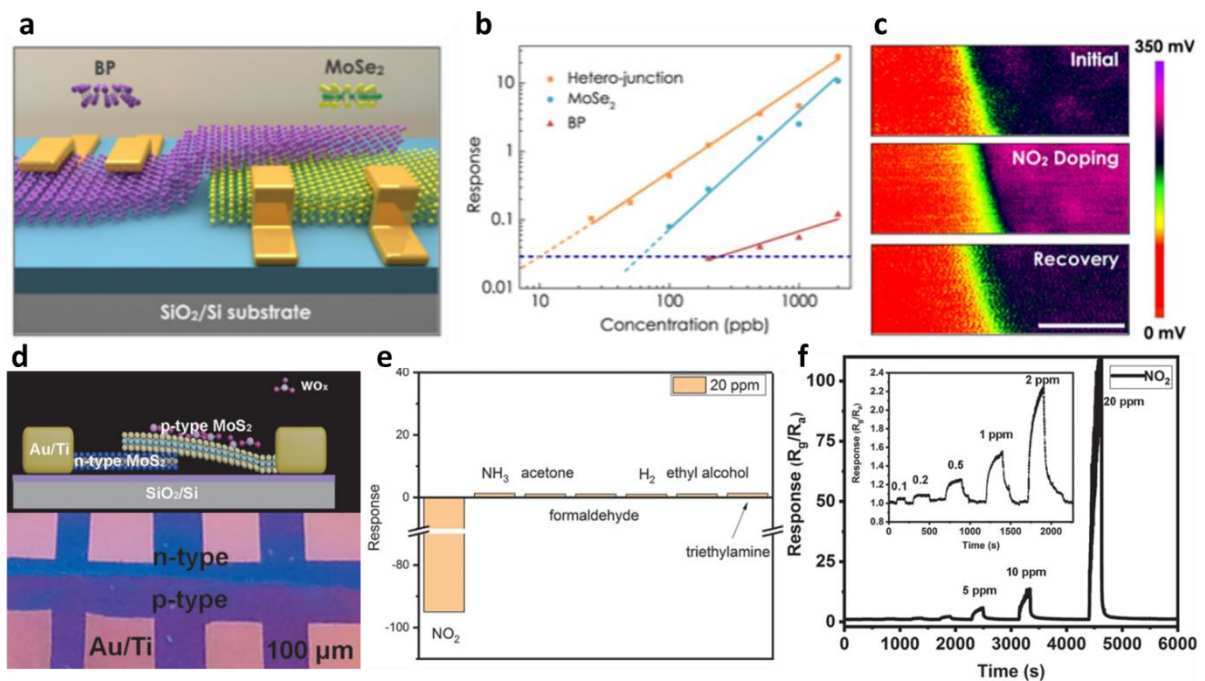 a
BP
MoSe₂
SiO₂/Si substrate
b
Response
10
1
0.1
0.01
Hetero-junction
MoSe₂
BP
10
100
1000
Concentration (ppb)
c
Initial
NO₂ Doping
Recovery
350 mV
0 mV
d
WOₓ
p-type MoS₂
Au/Ti
n-type MoS₂
SiO₂/Si
n-type
p-type
Au/Ti
100 μm
e
Response
40
20
0
-80
-100
20 ppm
NH₃ acetone
H₂ ethyl alcohol
formaldehyde
triethylamine
NO₂
f
Response (Rg/Ra)
100
75
50
25
0
NO₂
20 ppm
5 ppm
10 ppm
0
1000
2000
3000
4000
5000
6000
Time (s)
Response (Rg/Ra)
2.4
2.2
2.0
1.8
1.6
1.4
1.2
1.0
0.8
2 ppm
1 ppm
0.5
0.1
0.2
0
500
1000
1500
2000
Time (s)